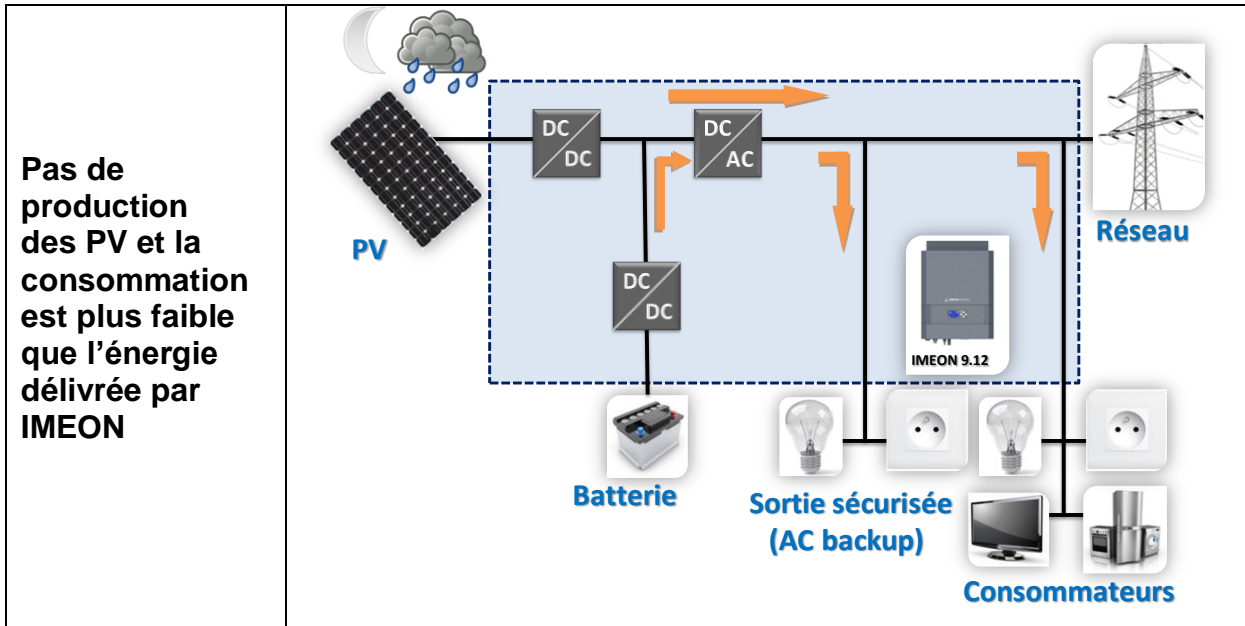 Pas de
production
des PV et la
consommation
est plus faible
que l’énergie
délivrée par
IMEON
DC
DC
DC
AC
PV
Réseau
DC
DC
IMEON 9.12
Batterie
Sortie sécurisée
(AC backup)
Consommateurs